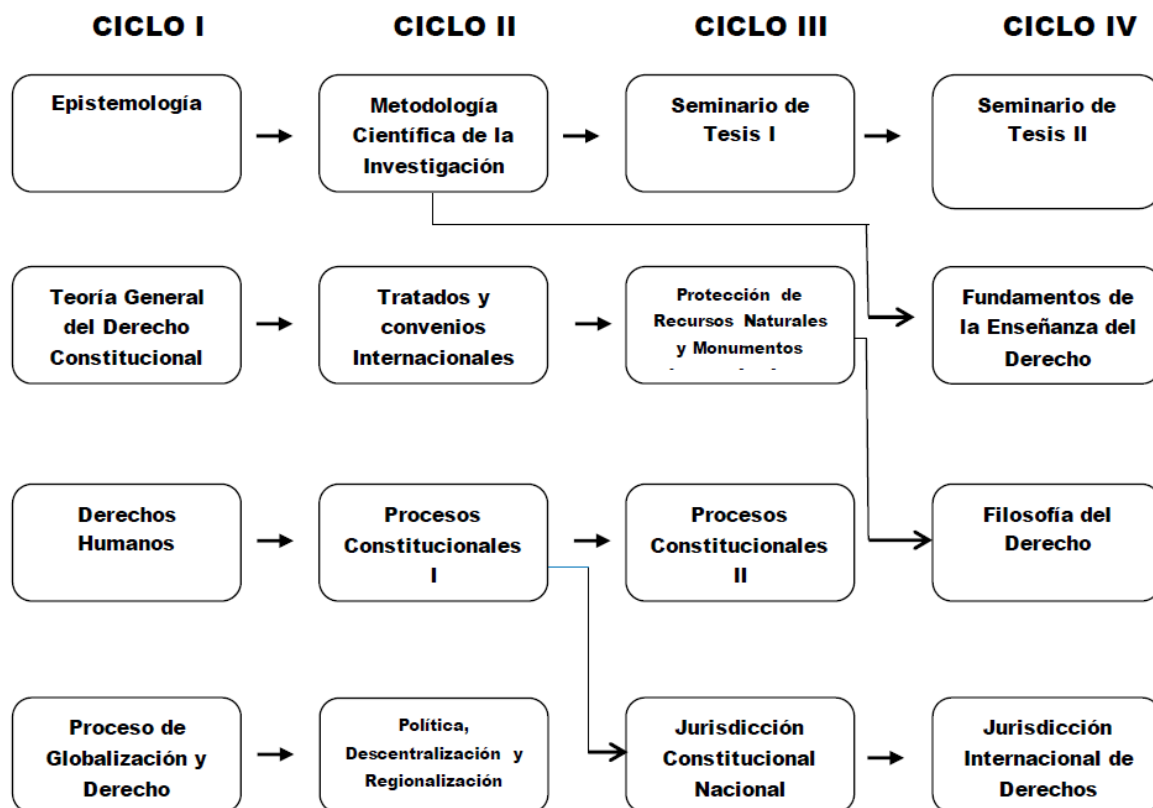 CICLO I
CICLO II
CICLO III
CICLO IV
Epistemología
Metodología
Científica de la
Investigación
Seminario de
Tesis I
Seminario de
Tesis II
Teoría General
del Derecho
Constitucional
Tratados y
convenios
Internacionales
Protección de
Recursos Naturales
y Monumentos
Fundamentos de
la Enseñanza del
Derecho
Derechos
Humanos
Procesos
Constitucionales
I
Procesos
Constitucionales
II
Filosofía del
Derecho
Proceso de
Globalización y
Derecho
Política,
Descentralización y
Regionalización
Jurisdicción
Constitucional
Nacional
Jurisdicción
Internacional de
Derechos